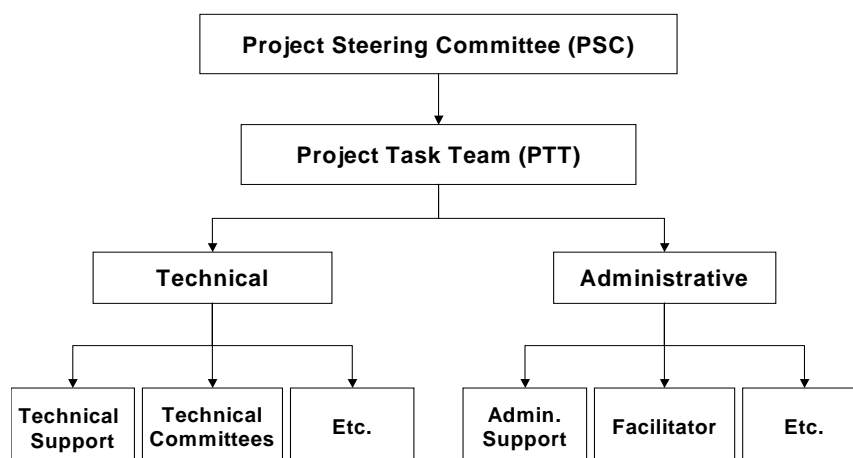 Project Steering Committee (PSC)
Project Task Team (PTT)
Technical
Administrative
Technical
Support
Technical
Committees
Etc.
Admin.
Support
Facilitator
Etc.